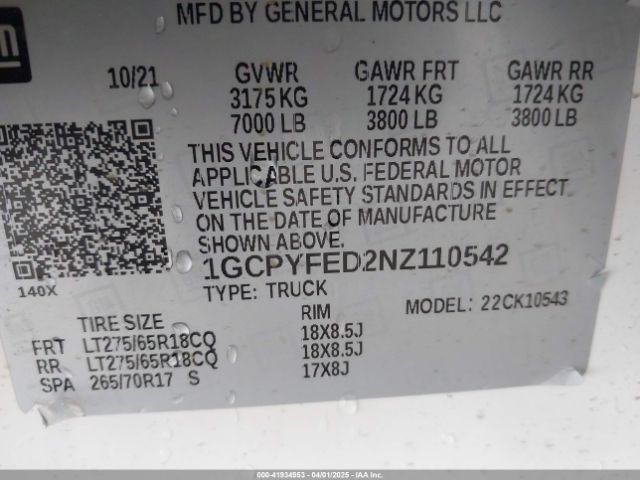 MFD BY GENERAL MOTORS LLC
gm
10/21 GVWR GAWR FRT GAWR RR
3175 KG 1724 KG 1724 KG
7000 LB 3800 LB 3800 LB
THIS VEHICLE CONFORMS TO ALL
APPLICABLE U.S. FEDERAL MOTOR
VEHICLE SAFETY STANDARDS IN EFFECT
ON THE DATE OF MANUFACTURE
SHOWN ABOVE.
1GCPYFED2NZ110542
140X
TYPE: TRUCK MODEL: 22CK10543
TIRE SIZE RIM
FRT LT275/65R18CQ 18X8.5J
RR LT275/65R18CQ 18X8.5J
SPA 265/70R17 S 17X8J
000-41934953 - 04/01/2025 - IAA Inc.